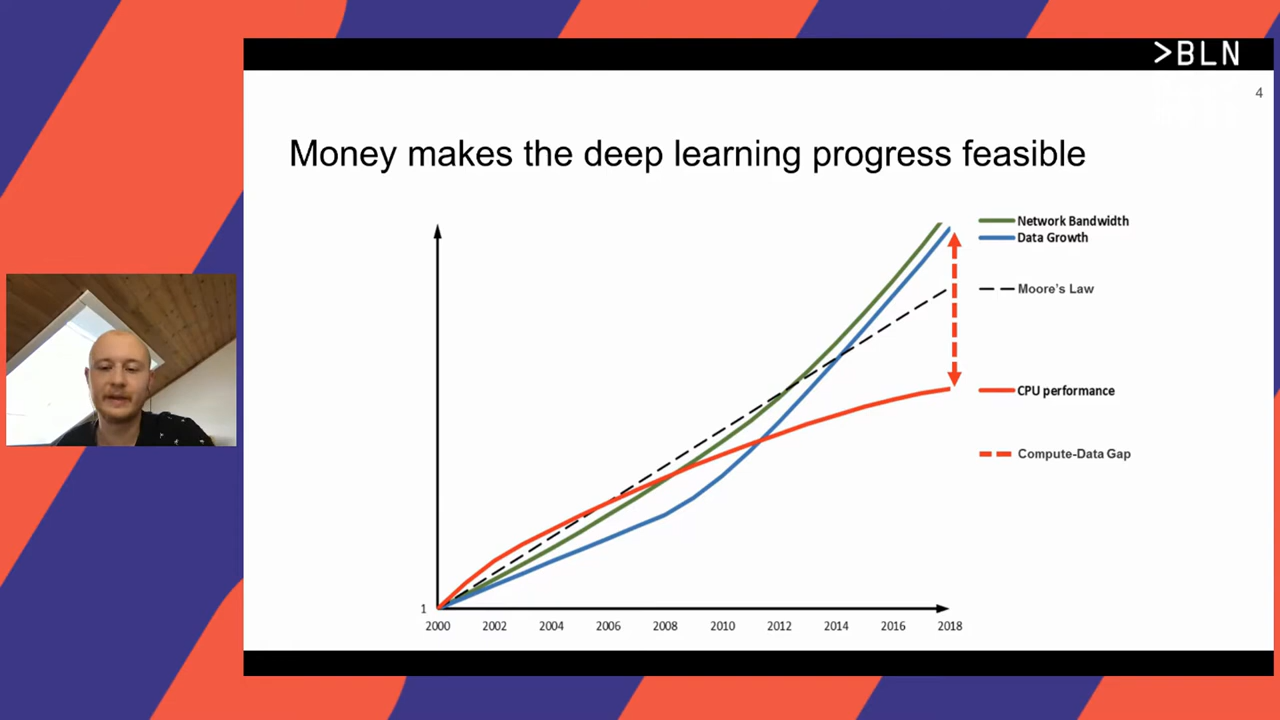 >BLN
4
Money makes the deep learning progress feasible
Network Bandwidth
Data Growth
Moore's Law
CPU performance
Compute-Data Gap
1
2000 2002 2004 2006 2008 2010 2012 2014 2016 2018